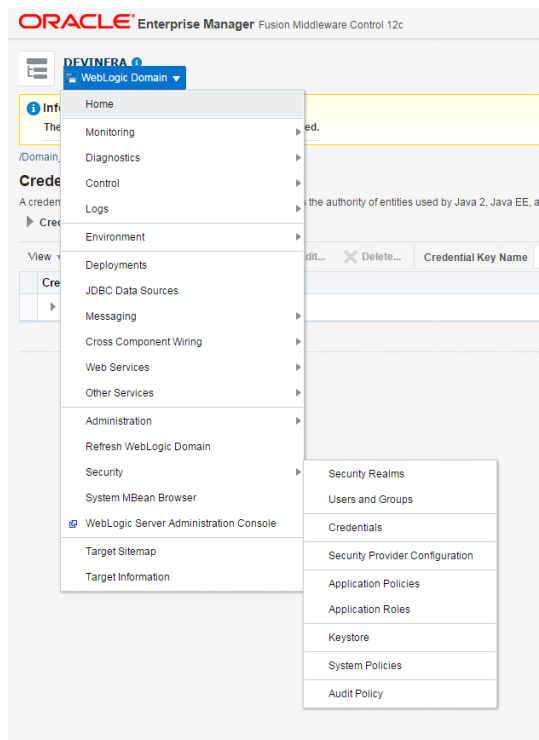 ORACLE Enterprise Manager Fusion Middleware Control 12c
DEVINERA
WebLogic Domain
Home
Monitoring
Diagnostics
Control
Logs
Environment
Deployments
JDBC Data Sources
Messaging
Cross Component Wiring
Web Services
Other Services
Administration
Refresh WebLogic Domain
Security
System MBean Browser
WebLogic Server Administration Console
Target Sitemap
Target Information
Security Realms
Users and Groups
Credentials
Security Provider Configuration
Application Policies
Application Roles
Keystore
System Policies
Audit Policy
Inf
The
ed.
/Domain_
Crede
A creden
s the authority of entities used by Java 2, Java EE, a
Cred
View
dit... Delete... Credential Key Name
Cre